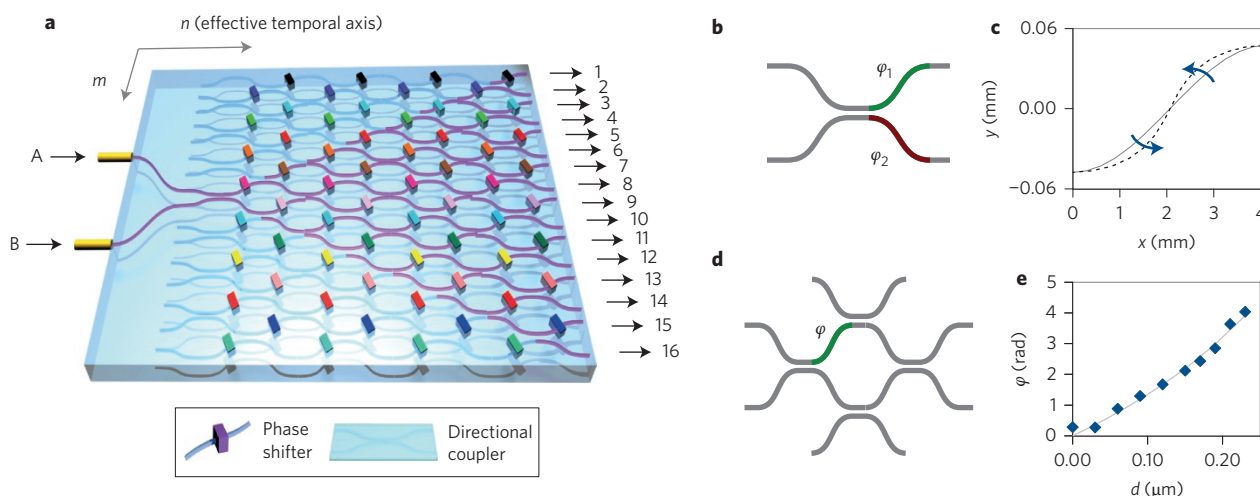 a
n (effective temporal axis)
m
A
B
1
2
3
4
5
6
7
8
9
10
11
12
13
14
15
16
Phase
shifter
Directional
coupler
b
φ1
φ2
c
0.06
0.00
−0.06
y (mm)
0
1
2
3
4
x (mm)
d
φ
e
5
4
3
2
1
0
φ (rad)
0.00
0.10
0.20
d (μm)